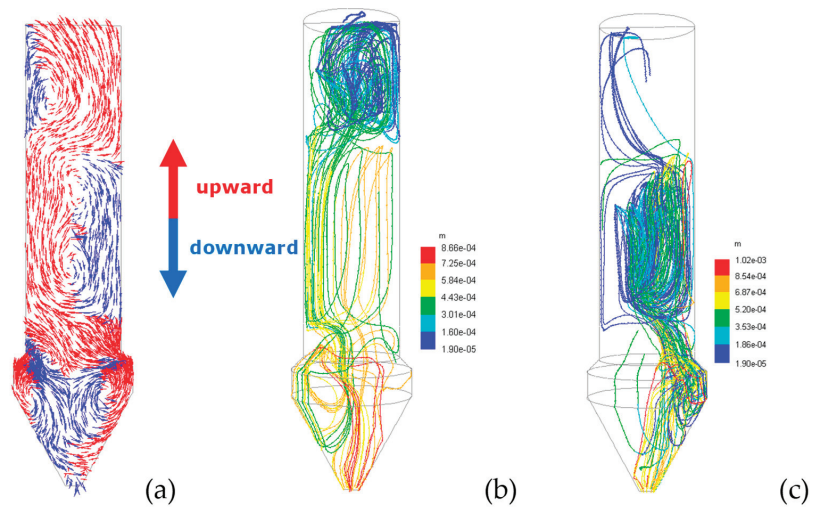 upward
downward
m
8.66e-04
7.25e-04
5.84e-04
4.43e-04
3.01e-04
1.60e-04
1.90e-05
m
1.02e-03
8.54e-04
6.87e-04
5.20e-04
3.53e-04
1.86e-04
1.90e-05
(a)
(b)
(c)